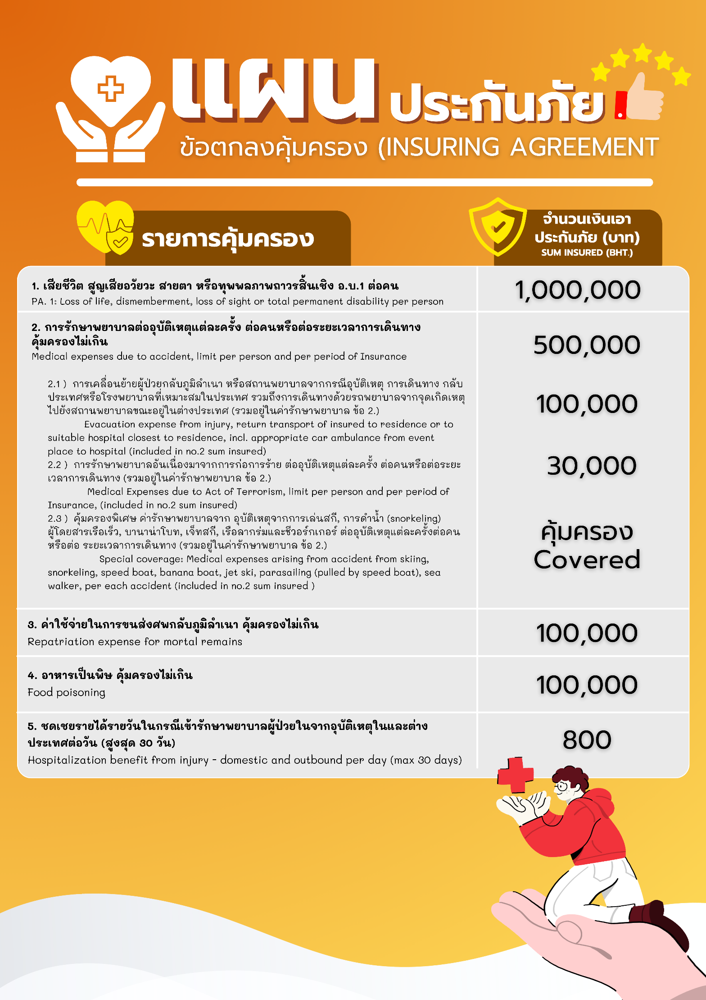 แผน ประกันภัย
ข้อตกลงคุ้มครอง (INSURING AGREEMENT
รายการคุ้มครอง
จำนวนเงินเอา
ประกันภัย (บาท)
SUM INSURED (BHT.)
1. เสียชีวิต สูญเสียอวัยวะ สายตา หรือทุพพลภาพถาวรสิ้นเชิง อ.บ.1 ต่อคน
PA. 1: Loss of life, dismemberment, loss of sight or total permanent disability per person
1,000,000
2. การรักษาพยาบาลต่ออุบัติเหตุแต่ละครั้ง ต่อคนหรือต่อระยะเวลาการเดินทาง
คุ้มครองไม่เกิน
Medical expenses due to accident, limit per person and per period of Insurance
500,000
2.1 ) การเคลื่อนย้ายผู้ป่วยกลับภูมิลำเนา หรือสถานพยาบาลจากกรณีอุบัติเหตุ การเดินทาง กลับ
ประเทศหรือโรงพยาบาลที่เหมาะสมในประเทศ รวมถึงการเดินทางด้วยรถพยาบาลจากจุดเกิดเหตุ
ไปยังสถานพยาบาลขณะอยู่ในต่างประเทศ (รวมอยู่ในค่ารักษาพยาบาล ข้อ 2.)
Evacuation expense from injury, return transport of insured to residence or to
suitable hospital closest to residence, incl. appropriate car ambulance from event
place to hospital (included in no.2 sum insured)
100,000
2.2 ) การรักษาพยาบาลอันเนื่องมาจากการก่อการร้าย ต่ออุบัติเหตุแต่ละครั้ง ต่อคนหรือต่อระยะ
เวลาการเดินทาง (รวมอยู่ในค่ารักษาพยาบาล ข้อ 2.)
Medical Expenses due to Act of Terrorism, limit per person and per period of
Insurance, (included in no.2 sum insured)
30,000
2.3 ) คุ้มครองพิเศษ ค่ารักษาพยาบาลจาก อุบัติเหตุจากการเล่นสกี, การดำน้ำ (snorkeling)
ผู้โดยสารเรือเร็ว, บานาน่าโบท, เจ็ทสกี, เรือลากร่มและซีวอร์กเกอร์ ต่ออุบัติเหตุแต่ละครั้งต่อคน
หรือต่อ ระยะเวลาการเดินทาง (รวมอยู่ในค่ารักษาพยาบาล ข้อ 2.)
Special coverage: Medical expenses arising from accident from skiing,
snorkeling, speed boat, banana boat, jet ski, parasailing (pulled by speed boat), sea
walker, per each accident (included in no.2 sum insured )
คุ้มครอง
Covered
3. ค่าใช้จ่ายในการขนส่งศพกลับภูมิลำเนา คุ้มครองไม่เกิน
Repatriation expense for mortal remains
100,000
4. อาหารเป็นพิษ คุ้มครองไม่เกิน
Food poisoning
100,000
5. ชดเชยรายได้รายวันในกรณีเข้ารักษาพยาบาลผู้ป่วยในจากอุบัติเหตุในและต่าง
ประเทศต่อวัน (สูงสุด 30 วัน)
Hospitalization benefit from injury - domestic and outbound per day (max 30 days)
800